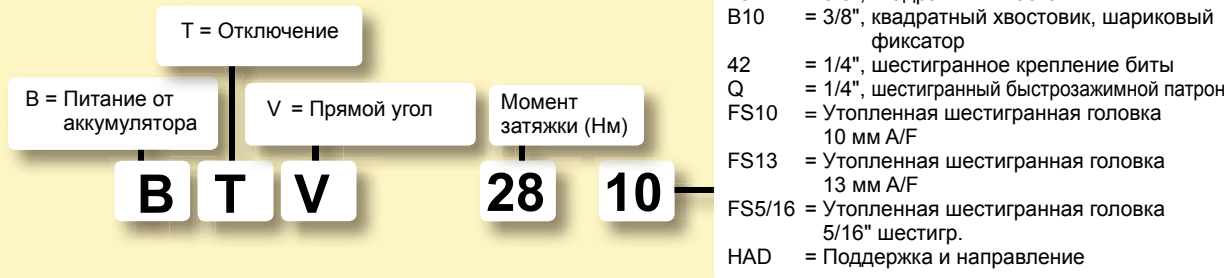 T = Отключение
B = Питание от
аккумулятора
V = Прямой угол
Момент
затяжки (Нм)
B T V 28 10
B10 = 3/8", квадратный хвостовик, шариковый
фиксатор
42 = 1/4", шестигранное крепление биты
Q = 1/4", шестигранный быстрозажимной патрон
FS10 = Утопленная шестигранная головка
10 мм A/F
FS13 = Утопленная шестигранная головка
13 мм A/F
FS5/16 = Утопленная шестигранная головка
5/16" шестигр.
HAD = Поддержка и направление